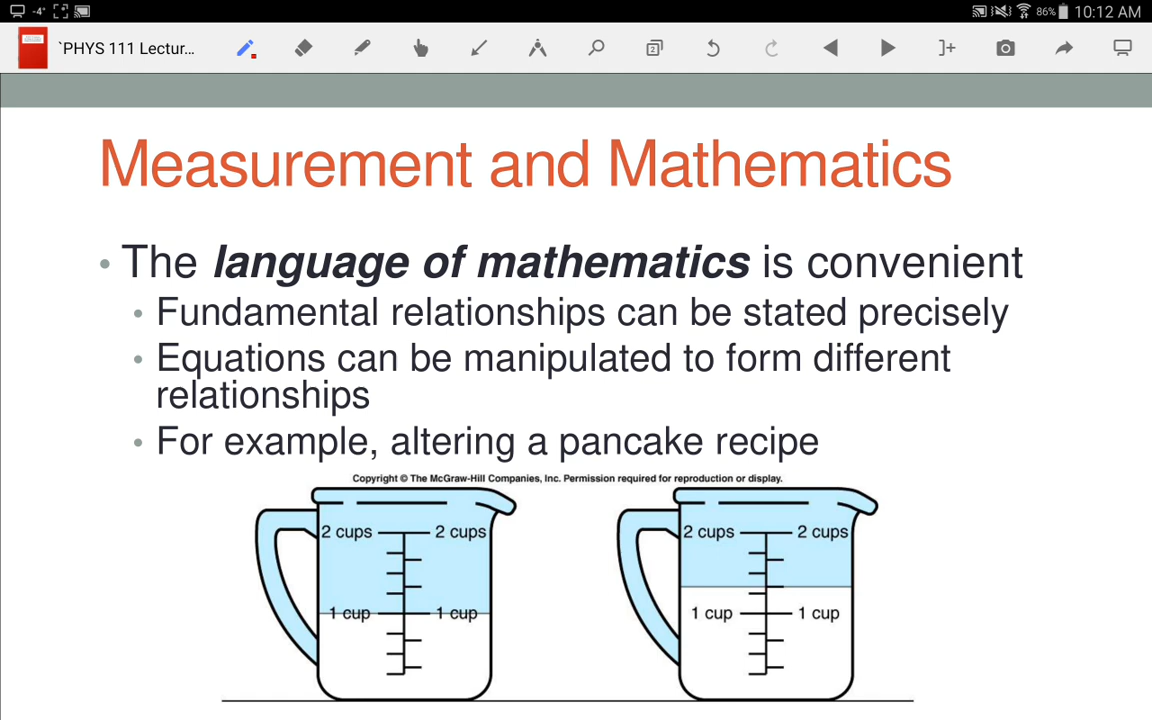 -4° 86% 10:12 AM
`PHYS 111 Lectur... 2
Measurement and Mathematics
• The language of mathematics is convenient
• Fundamental relationships can be stated precisely
• Equations can be manipulated to form different
relationships
• For example, altering a pancake recipe
Copyright © The McGraw-Hill Companies, Inc. Permission required for reproduction or display.
2 cups 2 cups 2 cups 2 cups
1 cup 1 cup 1 cup 1 cup